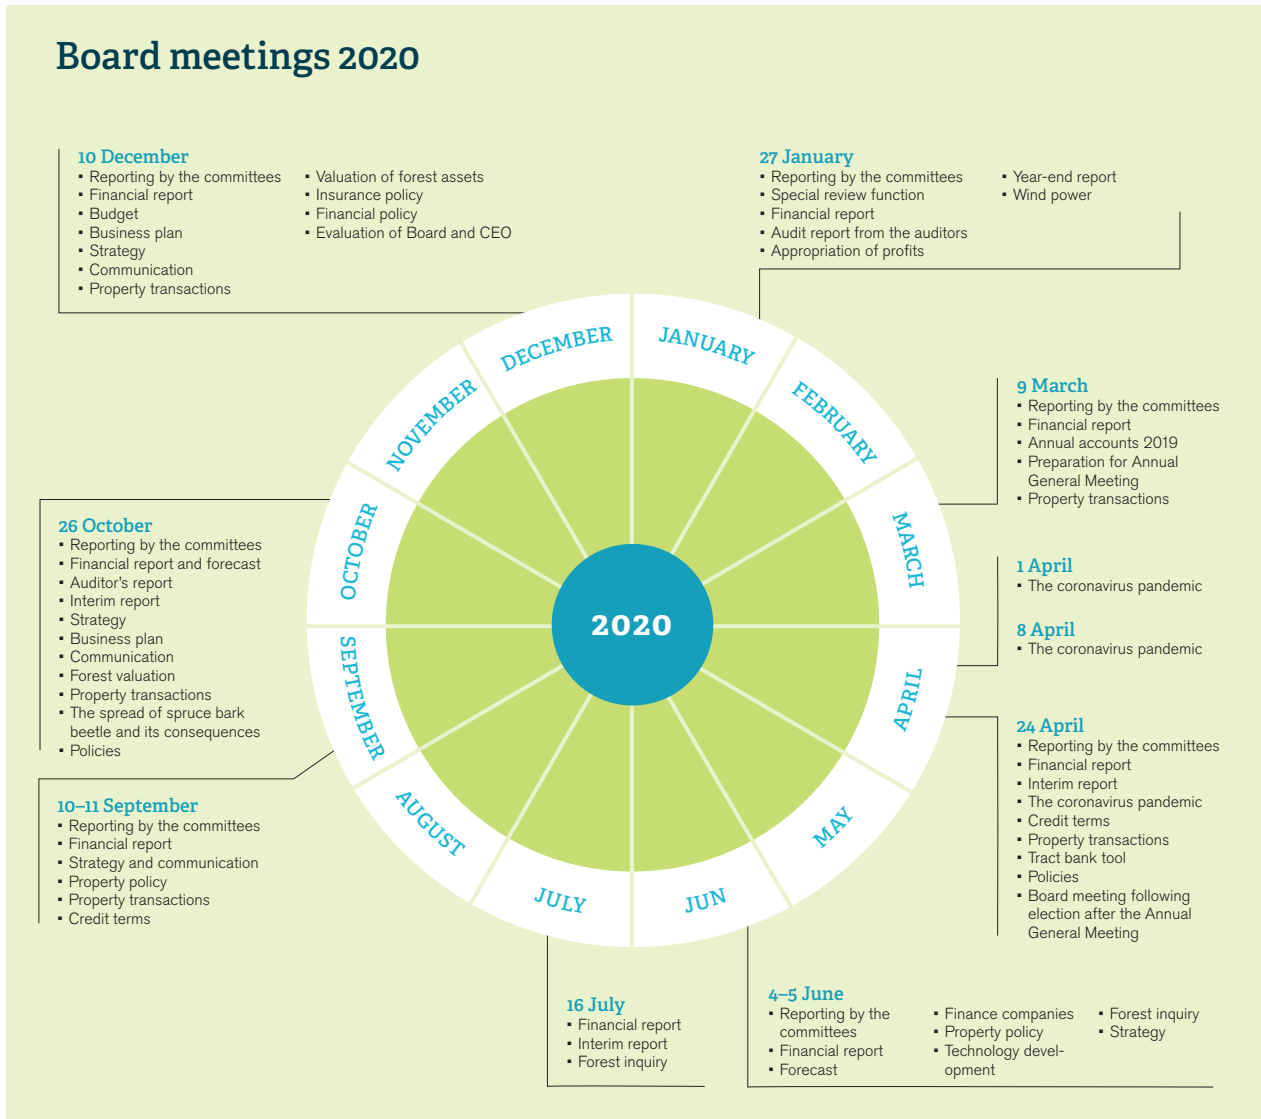 Board meetings 2020
10 December
▪ Reporting by the committees
▪ Financial report
▪ Budget
▪ Business plan
▪ Strategy
▪ Communication
▪ Property transactions
▪ Valuation of forest assets
▪ Insurance policy
▪ Financial policy
▪ Evaluation of Board and CEO
27 January
▪ Reporting by the committees
▪ Special review function
▪ Financial report
▪ Audit report from the auditors
▪ Appropriation of profits
▪ Year-end report
▪ Wind power
9 March
▪ Reporting by the committees
▪ Financial report
▪ Annual accounts 2019
▪ Preparation for Annual
General Meeting
▪ Property transactions
1 April
▪ The coronavirus pandemic
8 April
▪ The coronavirus pandemic
24 April
▪ Reporting by the committees
▪ Financial report
▪ Interim report
▪ The coronavirus pandemic
▪ Credit terms
▪ Property transactions
▪ Tract bank tool
▪ Policies
▪ Board meeting following
election after the Annual
General Meeting
4–5 June
▪ Reporting by the
committees
▪ Financial report
▪ Forecast
▪ Finance companies
▪ Property policy
▪ Technology devel-
opment
▪ Forest inquiry
▪ Strategy
16 July
▪ Financial report
▪ Interim report
▪ Forest inquiry
10–11 September
▪ Reporting by the committees
▪ Financial report
▪ Strategy and communication
▪ Property policy
▪ Property transactions
▪ Credit terms
26 October
▪ Reporting by the committees
▪ Financial report and forecast
▪ Auditor’s report
▪ Interim report
▪ Strategy
▪ Business plan
▪ Communication
▪ Forest valuation
▪ Property transactions
▪ The spread of spruce bark
beetle and its consequences
▪ Policies
JANUARY
FEBRUARY
MARCH
APRIL
MAY
JUN
JULY
AUGUST
SEPTEMBER
OCTOBER
NOVEMBER
DECEMBER
2020